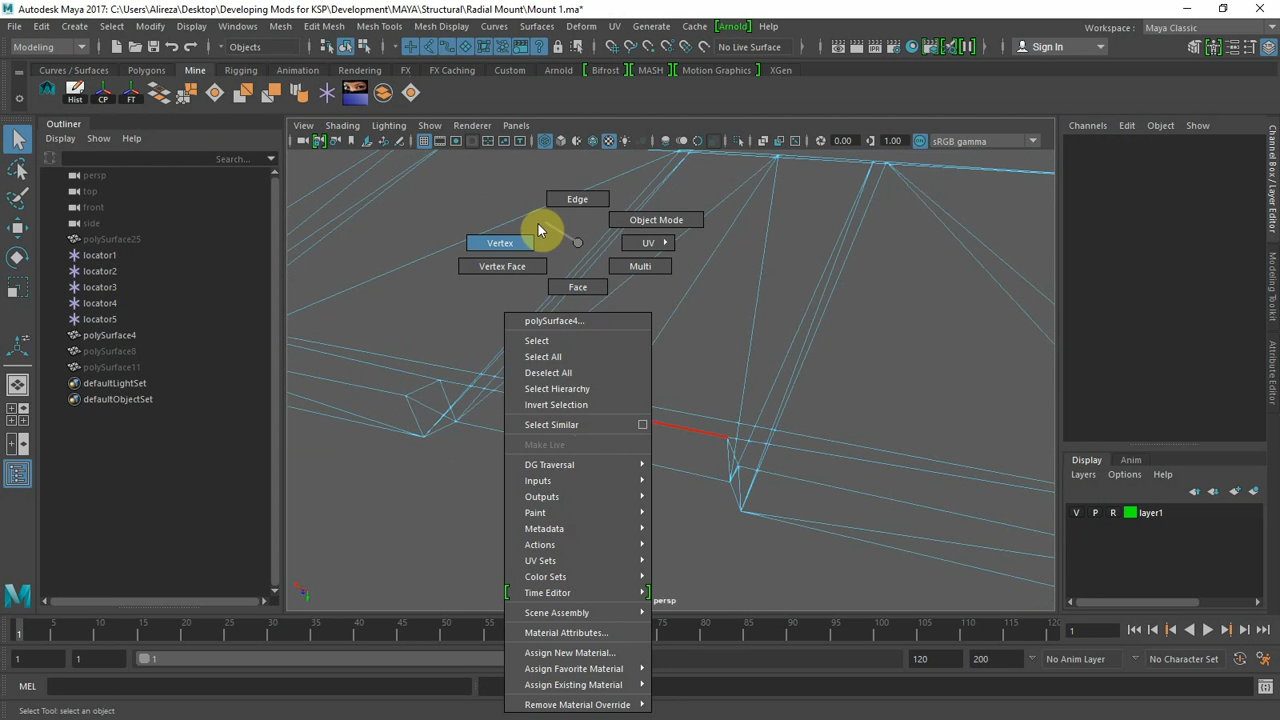 Autodesk Maya 2017: C:\Users\Alireza\Desktop\Developing Mods for KSP\Development\MAYA\Structural\Radial Mount\Mount 1.ma*
File Edit Create Select Modify Display Windows Mesh Edit Mesh Mesh Tools Mesh Display Curves Surfaces Deform UV Generate Cache [Arnold] Help
Workspace : Maya Classic
Modeling Objects No Live Surface Sign In
Curves / Surfaces Polygons Mine Rigging Animation Rendering FX FX Caching Custom Arnold Bifrost MASH Motion Graphics XGen
Hist CP FT
Outliner
Display Show Help
Search...
persp
top
front
side
polySurface25
locator1
locator2
locator3
locator4
locator5
polySurface4
polySurface8
polySurface11
defaultLightSet
defaultObjectSet
View Shading Lighting Show Renderer Panels
0.00 1.00 sRGB gamma
Edge
Object Mode
Vertex
UV
Vertex Face
Multi
Face
polySurface4...
Select
Select All
Deselect All
Select Hierarchy
Invert Selection
Select Similar
Make Live
DG Traversal
Inputs
Outputs
Paint
Metadata
Actions
UV Sets
Color Sets
Time Editor
Scene Assembly
Material Attributes...
Assign New Material...
Assign Favorite Material
Assign Existing Material
Remove Material Override
persp
Channels Edit Object Show
Channel Box / Layer Editor
Modeling Toolkit
Attribute Editor
Display Anim
Layers Options Help
V P R layer1
1 5 10 15 20 25 30 35 40 45 50 55 75 80 85 90 95 100 105 110 115 120
1
1 1 1 120 200 No Anim Layer No Character Set
MEL
Select Tool: select an object